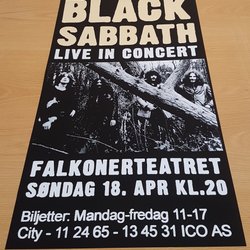 BLACK
SABBATH
LIVE IN CONCERT
FALKONERTEATRET
SØNDAG 18. APR KL.20
Biljetter: Mandag-fredag 11-17
City - 11 24 65 - 13 45 31 ICO AS